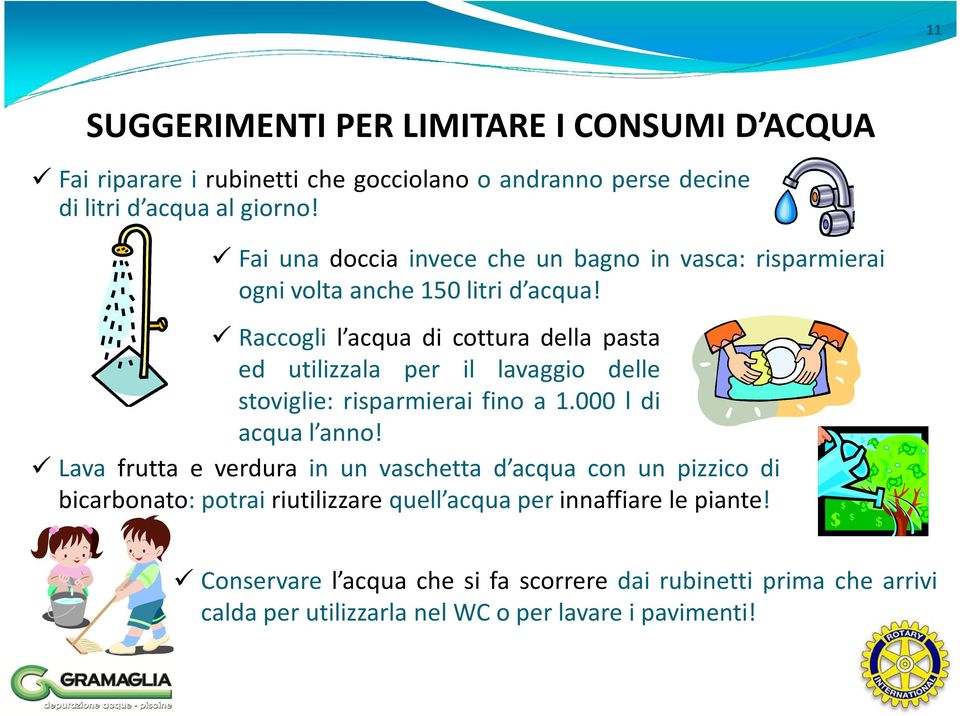 11
SUGGERIMENTI PER LIMITARE I CONSUMI D’ACQUA
✓ Fai riparare i rubinetti che gocciolano o andranno perse decine
di litri d’acqua al giorno!
✓ Fai una doccia invece che un bagno in vasca: risparmierai
ogni volta anche 150 litri d’acqua!
✓ Raccogli l’acqua di cottura della pasta
ed utilizzala per il lavaggio delle
stoviglie: risparmierai fino a 1.000 l di
acqua l’anno!
✓ Lava frutta e verdura in un vaschetta d’acqua con un pizzico di
bicarbonato: potrai riutilizzare quell’acqua per innaffiare le piante!
$ $ $ $
✓ Conservare l’acqua che si fa scorrere dai rubinetti prima che arrivi
calda per utilizzarla nel WC o per lavare i pavimenti!
GRAMAGLIA
depurazione acque - piscine
ROTARY
INTERNATIONAL